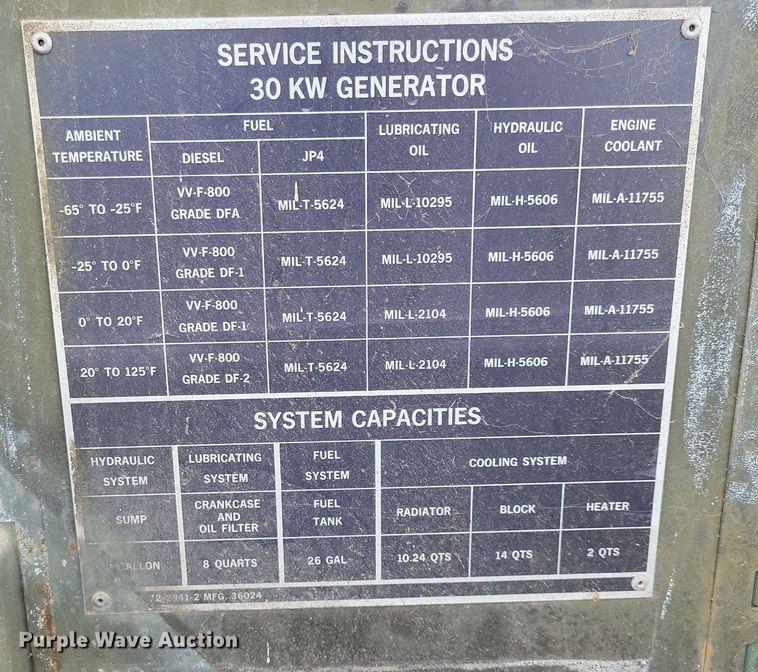 SERVICE INSTRUCTIONS
30 KW GENERATOR
AMBIENT TEMPERATURE FUEL LUBRICATING OIL HYDRAULIC OIL ENGINE COOLANT
DIESEL JP4
-65° TO -25°F VV-F-800 GRADE DFA MIL-T-5624 MIL-L-10295 MIL-H-5606 MIL-A-11755
-25° TO 0°F VV-F-800 GRADE DF-1 MIL-T-5624 MIL-L-10295 MIL-H-5606 MIL-A-11755
0° TO 20°F VV-F-800 GRADE DF-1 MIL-T-5624 MIL-L-2104 MIL-H-5606 MIL-A-11755
20° TO 125°F VV-F-800 GRADE DF-2 MIL-T-5624 MIL-L-2104 MIL-H-5606 MIL-A-11755
SYSTEM CAPACITIES
HYDRAULIC SYSTEM LUBRICATING SYSTEM FUEL SYSTEM COOLING SYSTEM
SUMP CRANKCASE AND OIL FILTER FUEL TANK RADIATOR BLOCK HEATER
GALLON 8 QUARTS 26 GAL 10.24 QTS 14 QTS 2 QTS
72-2941-2 MFG. 36024
Purple Wave Auction